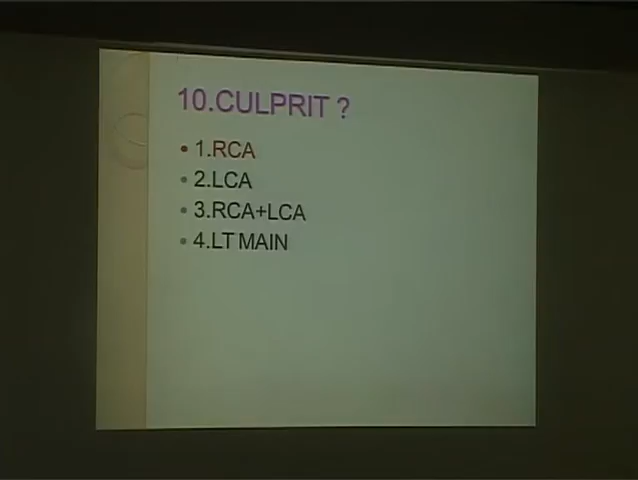 10.CULPRIT ?
1.RCA
2.LCA
3.RCA+LCA
4.LT MAIN